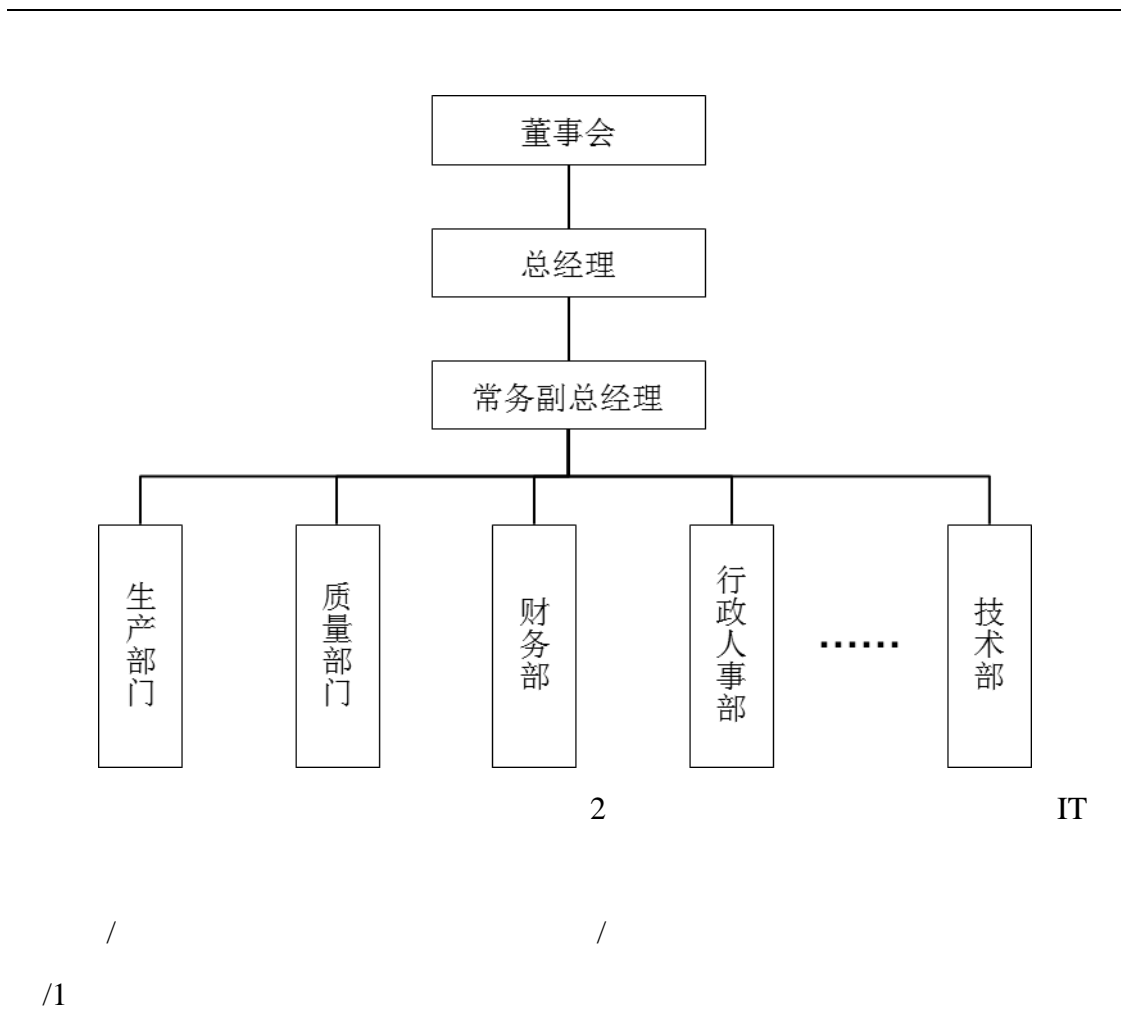 董事会
总经理
常务副总经理
生产部门
质量部门
财务部
行政人事部
......
技术部
2 IT
/ /
/1